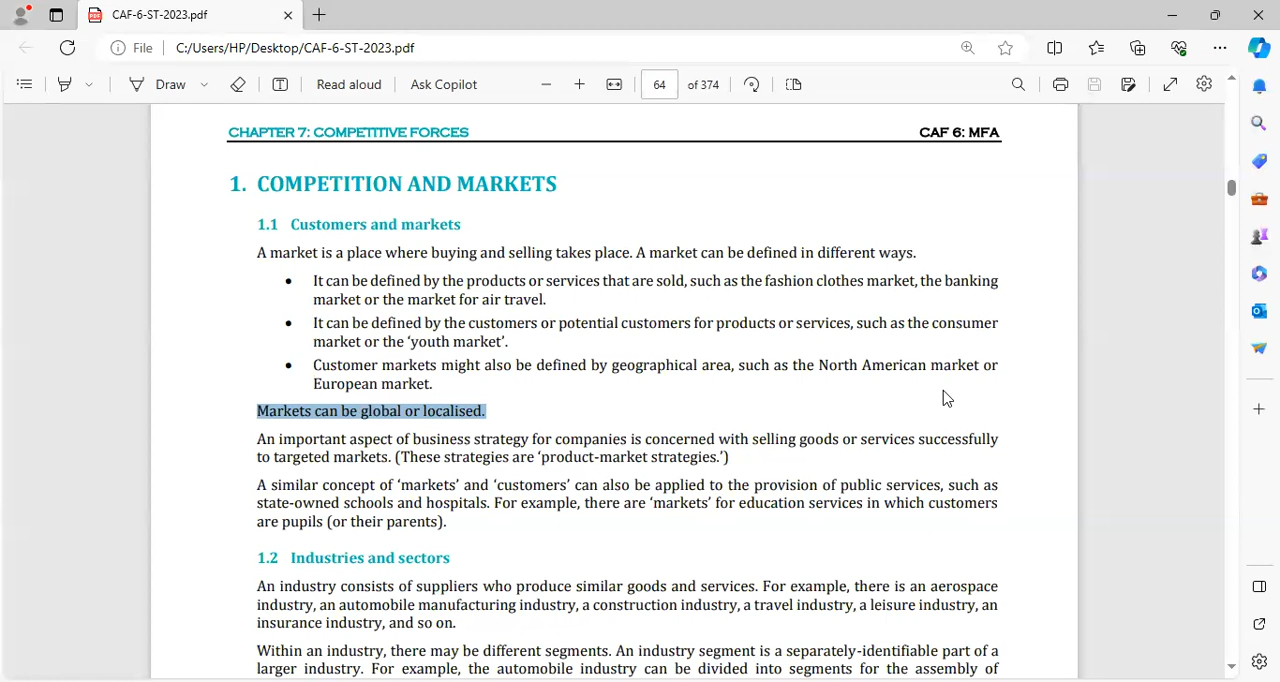 CAF-6-ST-2023.pdf
File C:/Users/HP/Desktop/CAF-6-ST-2023.pdf
Draw Read aloud Ask Copilot 64 of 374
CHAPTER 7: COMPETITIVE FORCES CAF 6: MFA
1. COMPETITION AND MARKETS
1.1 Customers and markets
A market is a place where buying and selling takes place. A market can be defined in different ways.
• It can be defined by the products or services that are sold, such as the fashion clothes market, the banking
market or the market for air travel.
• It can be defined by the customers or potential customers for products or services, such as the consumer
market or the ‘youth market’.
• Customer markets might also be defined by geographical area, such as the North American market or
European market.
Markets can be global or localised.
An important aspect of business strategy for companies is concerned with selling goods or services successfully
to targeted markets. (These strategies are ‘product-market strategies.’)
A similar concept of ‘markets’ and ‘customers’ can also be applied to the provision of public services, such as
state-owned schools and hospitals. For example, there are ‘markets’ for education services in which customers
are pupils (or their parents).
1.2 Industries and sectors
An industry consists of suppliers who produce similar goods and services. For example, there is an aerospace
industry, an automobile manufacturing industry, a construction industry, a travel industry, a leisure industry, an
insurance industry, and so on.
Within an industry, there may be different segments. An industry segment is a separately-identifiable part of a
larger industry. For example, the automobile industry can be divided into segments for the assembly of